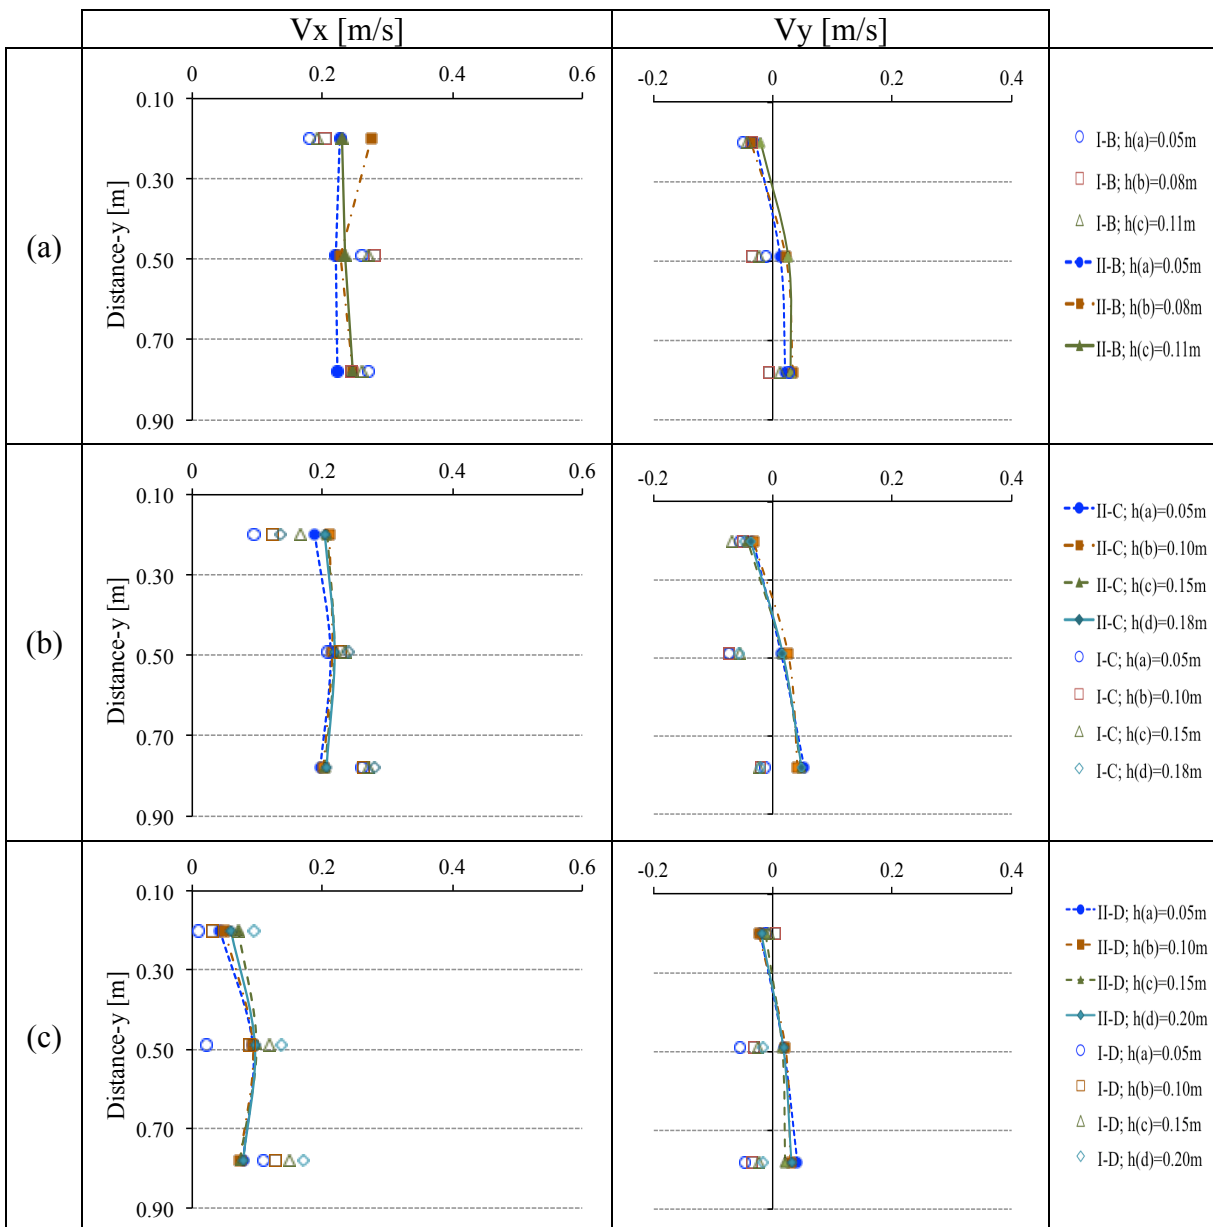 Vx [m/s]
Vy [m/s]
(a)
0 0.2 0.4 0.6
0.10
0.30
0.50
0.70
0.90
Distance-y [m]
-0.2 0 0.2 0.4
I-B; h(a)=0.05m
I-B; h(b)=0.08m
I-B; h(c)=0.11m
II-B; h(a)=0.05m
II-B; h(b)=0.08m
II-B; h(c)=0.11m
(b)
0 0.2 0.4 0.6
0.10
0.30
0.50
0.70
0.90
Distance-y [m]
-0.2 0 0.2 0.4
II-C; h(a)=0.05m
II-C; h(b)=0.10m
II-C; h(c)=0.15m
II-C; h(d)=0.18m
I-C; h(a)=0.05m
I-C; h(b)=0.10m
I-C; h(c)=0.15m
I-C; h(d)=0.18m
(c)
0 0.2 0.4 0.6
0.10
0.30
0.50
0.70
0.90
Distance-y [m]
-0.2 0 0.2 0.4
II-D; h(a)=0.05m
II-D; h(b)=0.10m
II-D; h(c)=0.15m
II-D; h(d)=0.20m
I-D; h(a)=0.05m
I-D; h(b)=0.10m
I-D; h(c)=0.15m
I-D; h(d)=0.20m